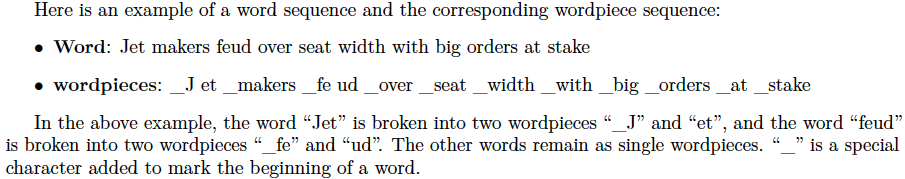 Here is an example of a word sequence and the corresponding wordpiece sequence:
• Word: Jet makers feud over seat width with big orders at stake
• wordpieces: _J et _makers _fe ud _over _seat _width _with _big _orders _at _stake
In the above example, the word “Jet” is broken into two wordpieces “_J” and “et”, and the word “feud”
is broken into two wordpieces “_fe” and “ud”. The other words remain as single wordpieces. “_” is a special
character added to mark the beginning of a word.